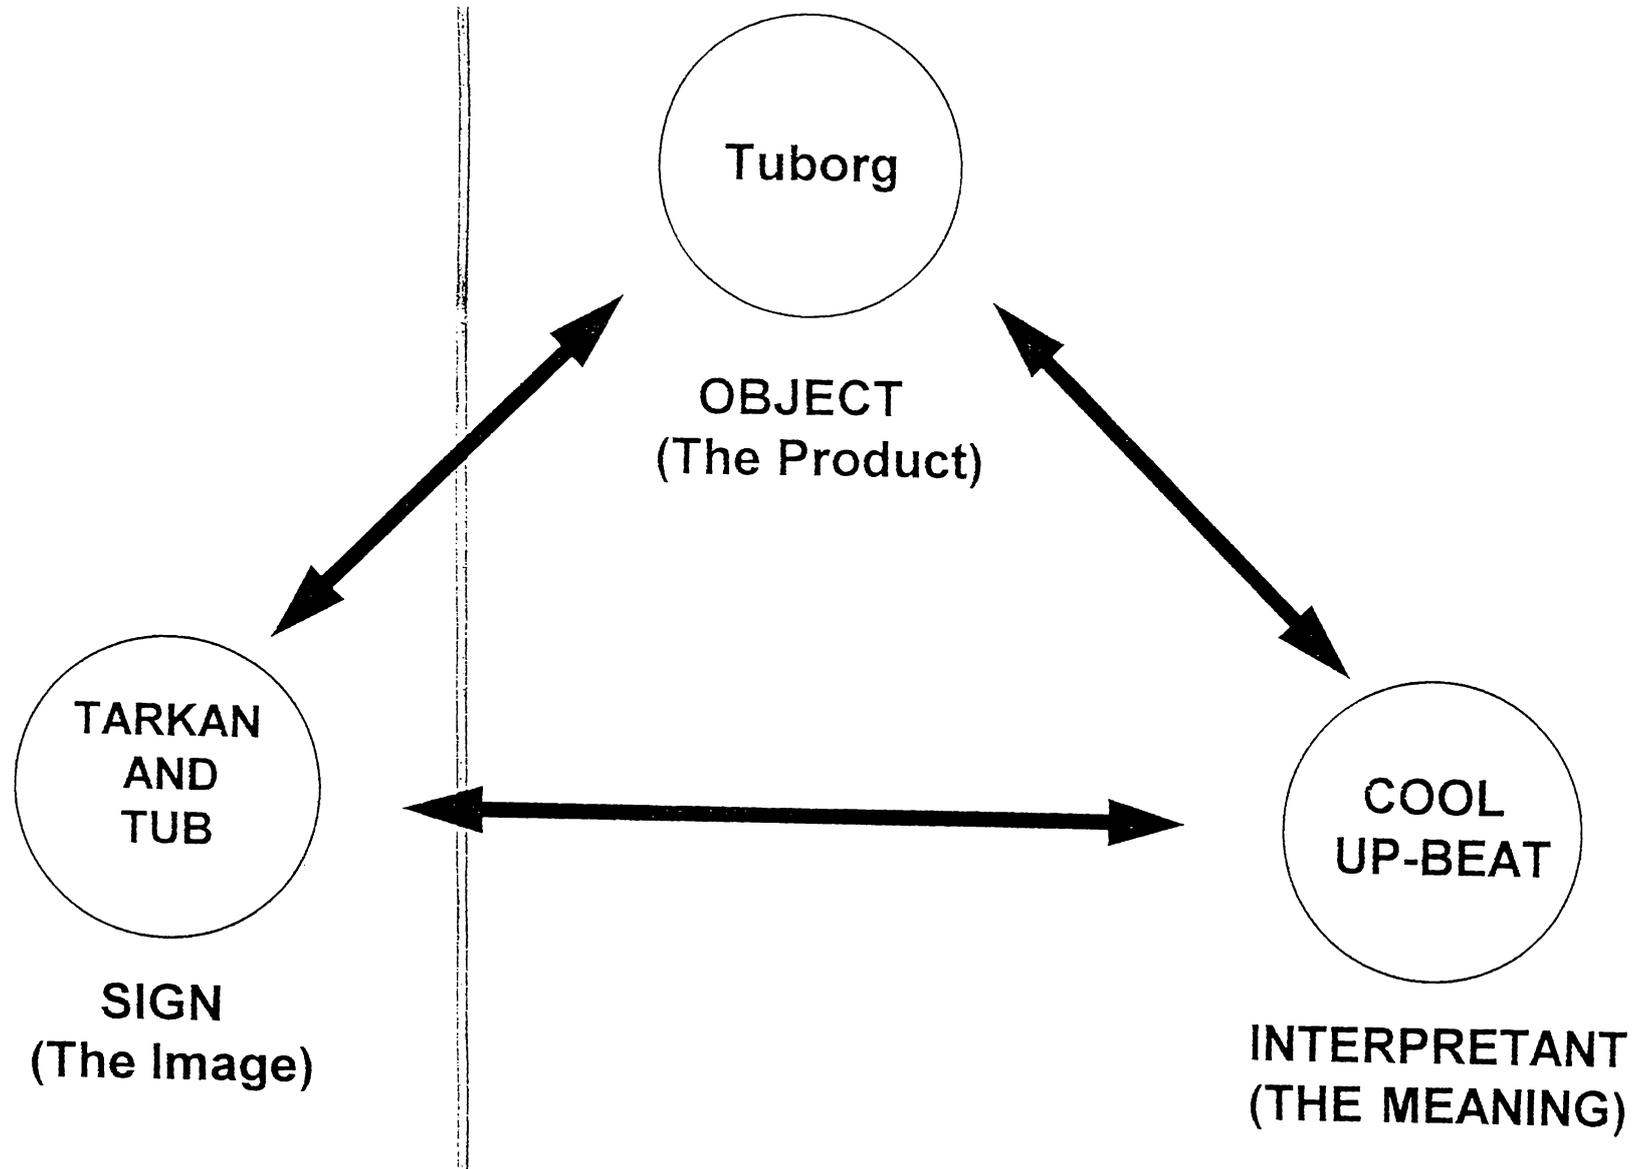 Tuborg
OBJECT
(The Product)
TARKAN
AND
TUB
SIGN
(The Image)
COOL
UP-BEAT
INTERPRETANT
(THE MEANING)